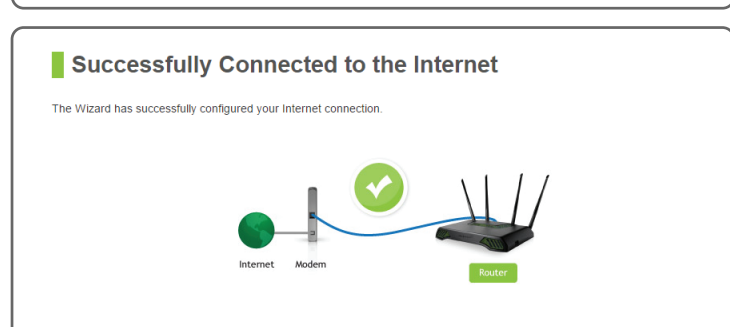 Successfully Connected to the Internet
The Wizard has successfully configured your Internet connection.
Internet Modem
Router